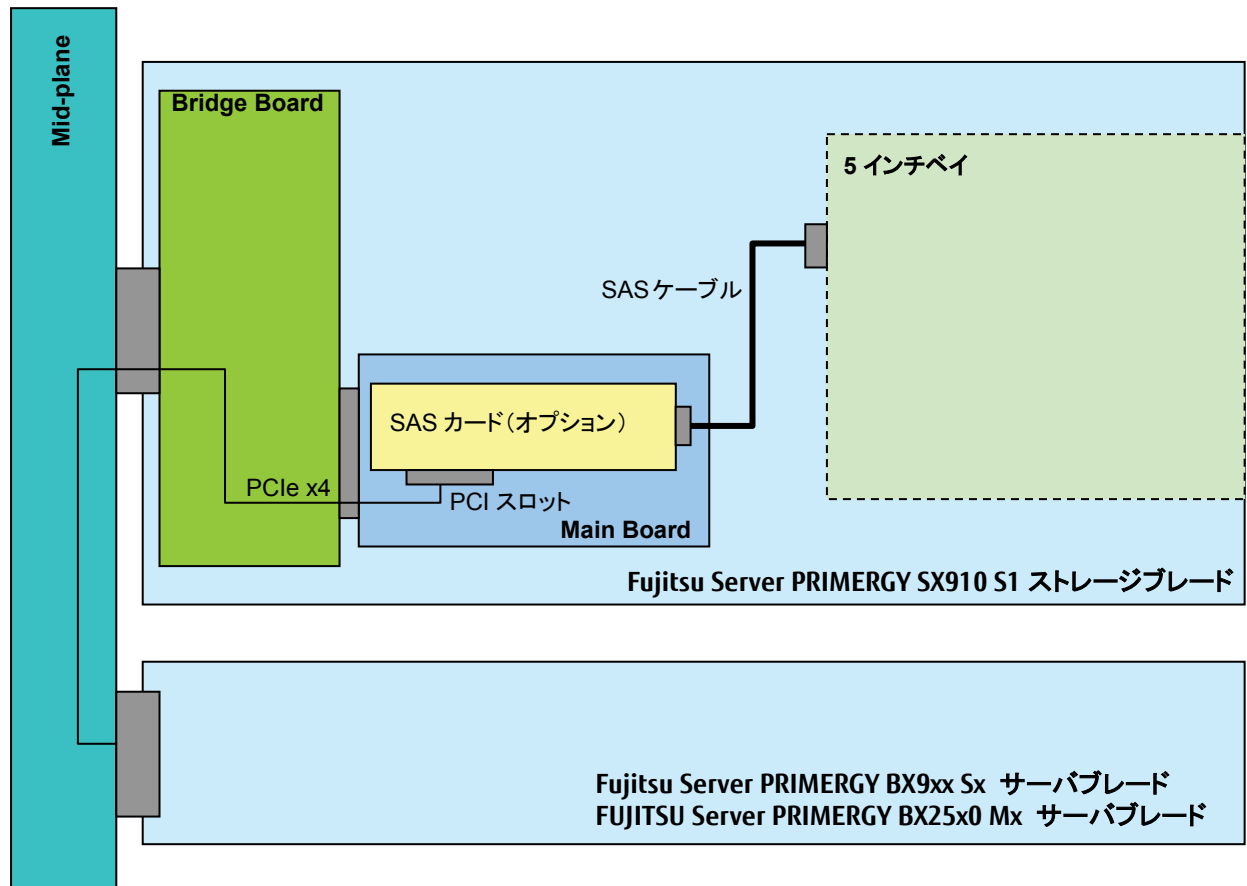 Mid-plane
Bridge Board
5 インチベイ
SASケーブル
SAS カード(オプション)
PCIe x4
PCI スロット
Main Board
Fujitsu Server PRIMERGY SX910 S1 ストレージブレード
Fujitsu Server PRIMERGY BX9xx Sx サーバブレード
FUJITSU Server PRIMERGY BX25x0 Mx サーバブレード